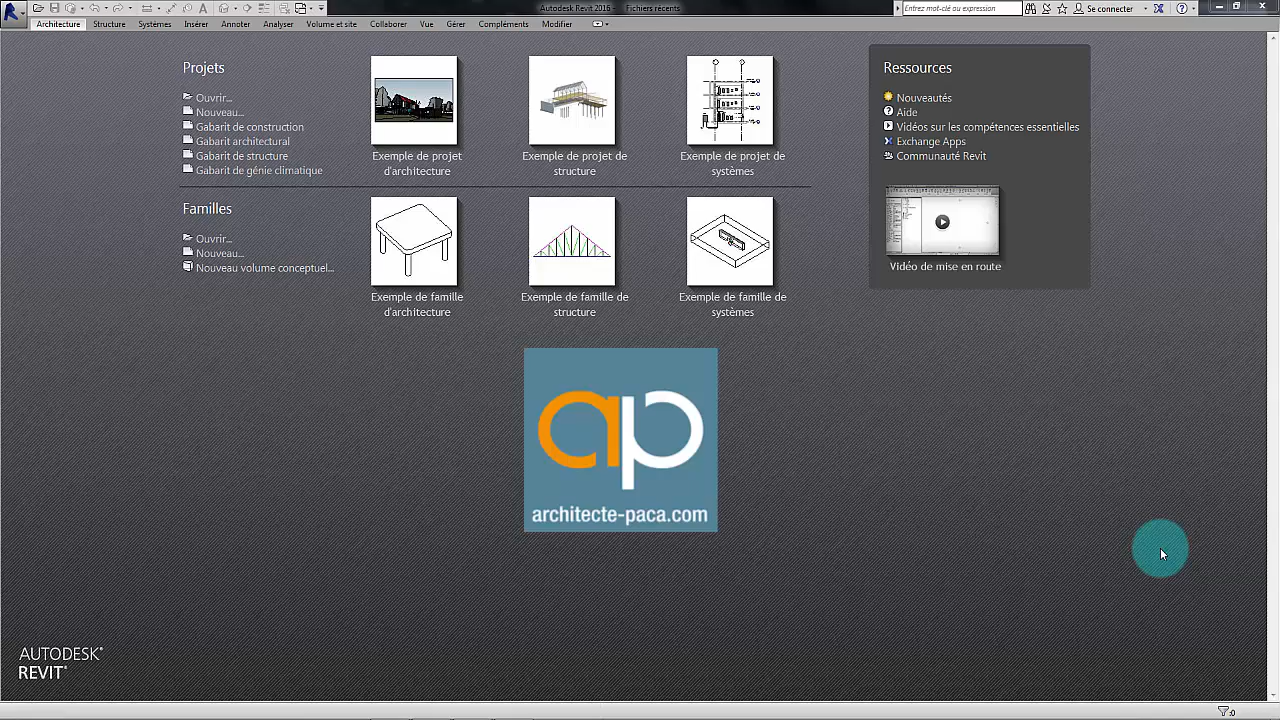 Autodesk Revit 2016 - Fichiers récents
Entrez mot-clé ou expression
Se connecter
Architecture Structure Systèmes Insérer Annoter Analyser Volume et site Collaborer Vue Gérer Compléments Modifier
Projets
Ouvrir...
Nouveau...
Gabarit de construction
Gabarit architectural
Gabarit de structure
Gabarit de génie climatique
Exemple de projet
d'architecture
Exemple de projet de
structure
Exemple de projet de
systèmes
Familles
Ouvrir...
Nouveau...
Nouveau volume conceptuel...
Exemple de famille
d'architecture
Exemple de famille de
structure
Exemple de famille de
systèmes
Ressources
Nouveautés
Aide
Vidéos sur les compétences essentielles
Exchange Apps
Communauté Revit
Vidéo de mise en route
ap
architecte-paca.com
AUTODESK®
REVIT®
:0